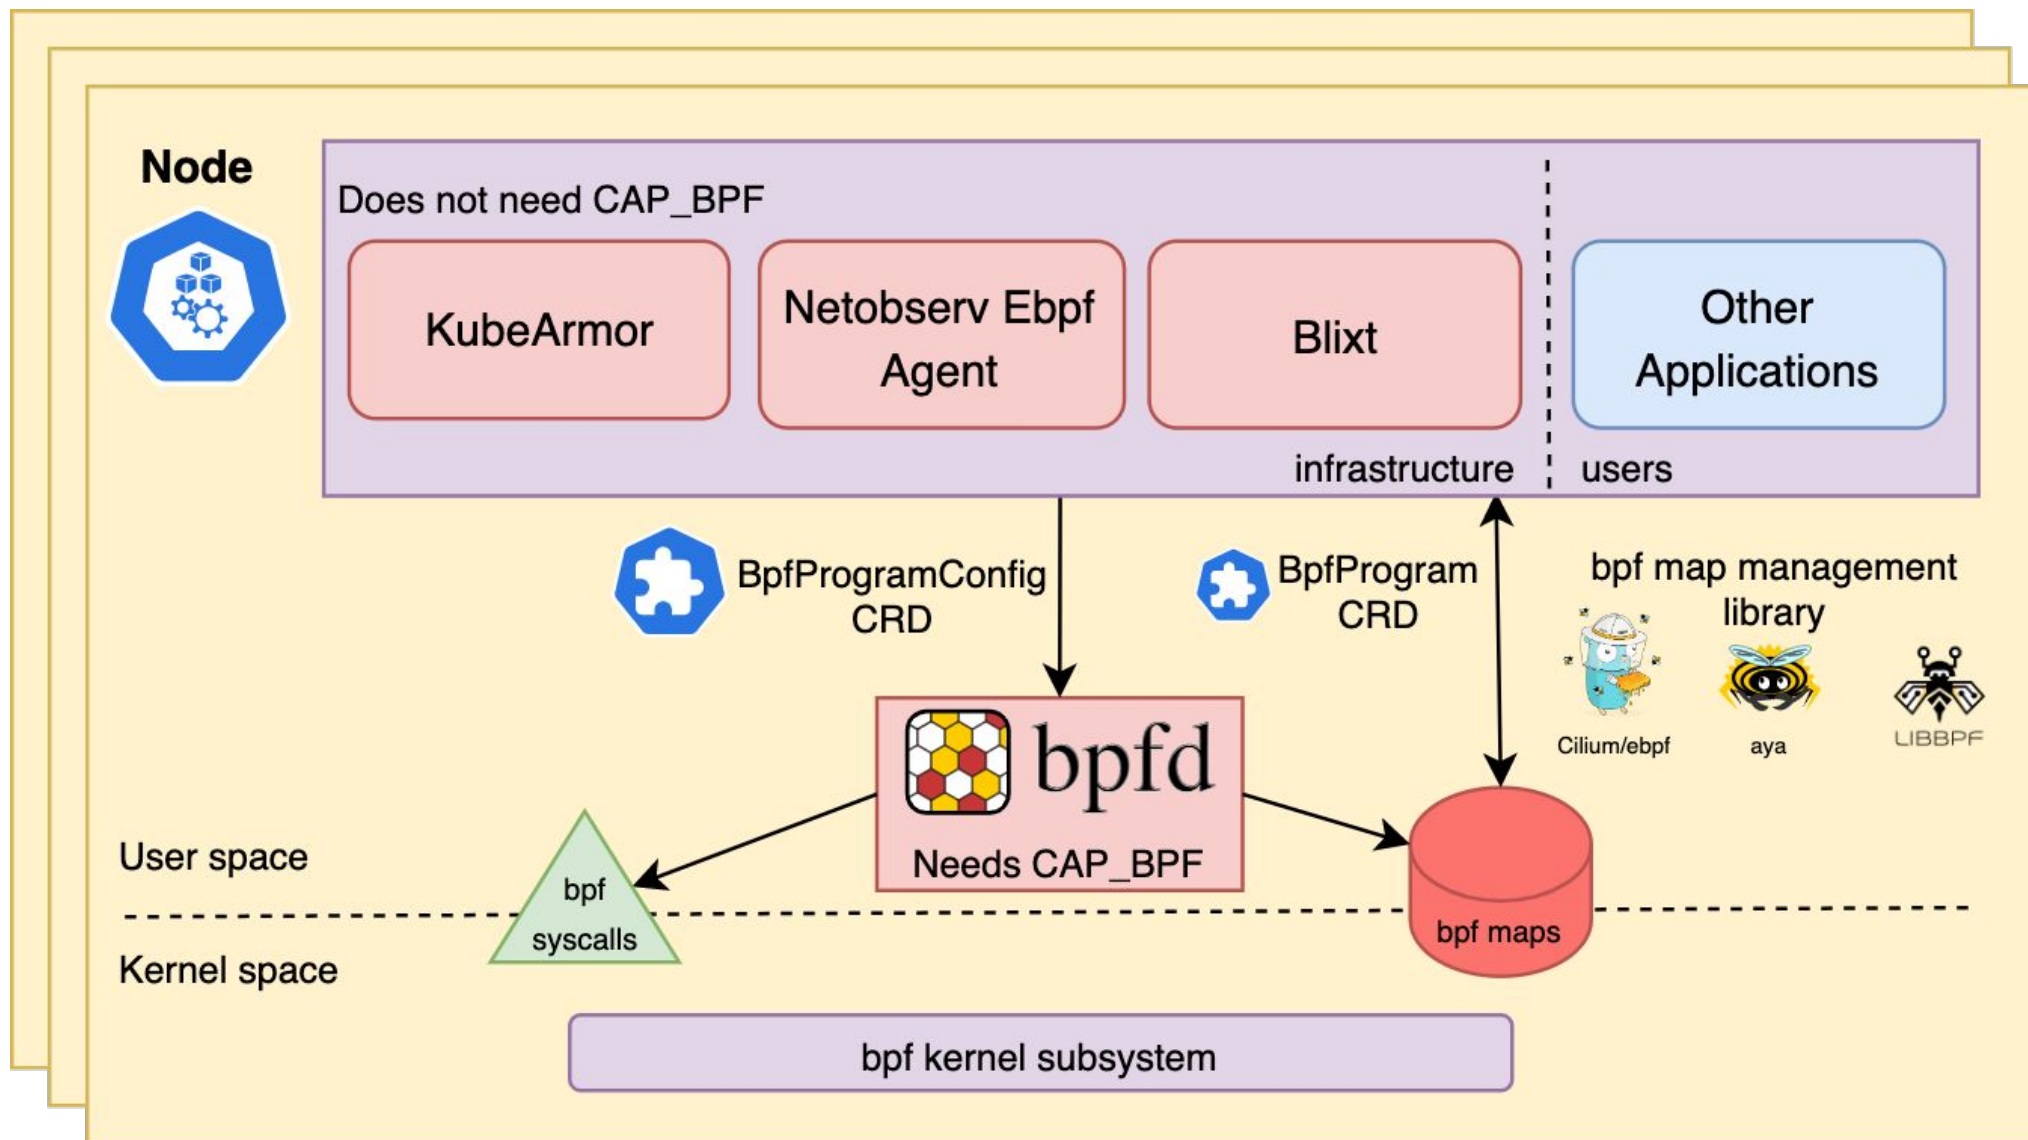 Node
Does not need CAP_BPF
KubeArmor
Netobserv Ebpf
Agent
Blixt
Other
Applications
infrastructure
users
BpfProgramConfig
CRD
BpfProgram
CRD
bpf map management
library
Cilium/ebpf
aya
LIBBPF
bpfd
Needs CAP_BPF
User space
bpf
syscalls
bpf maps
Kernel space
bpf kernel subsystem